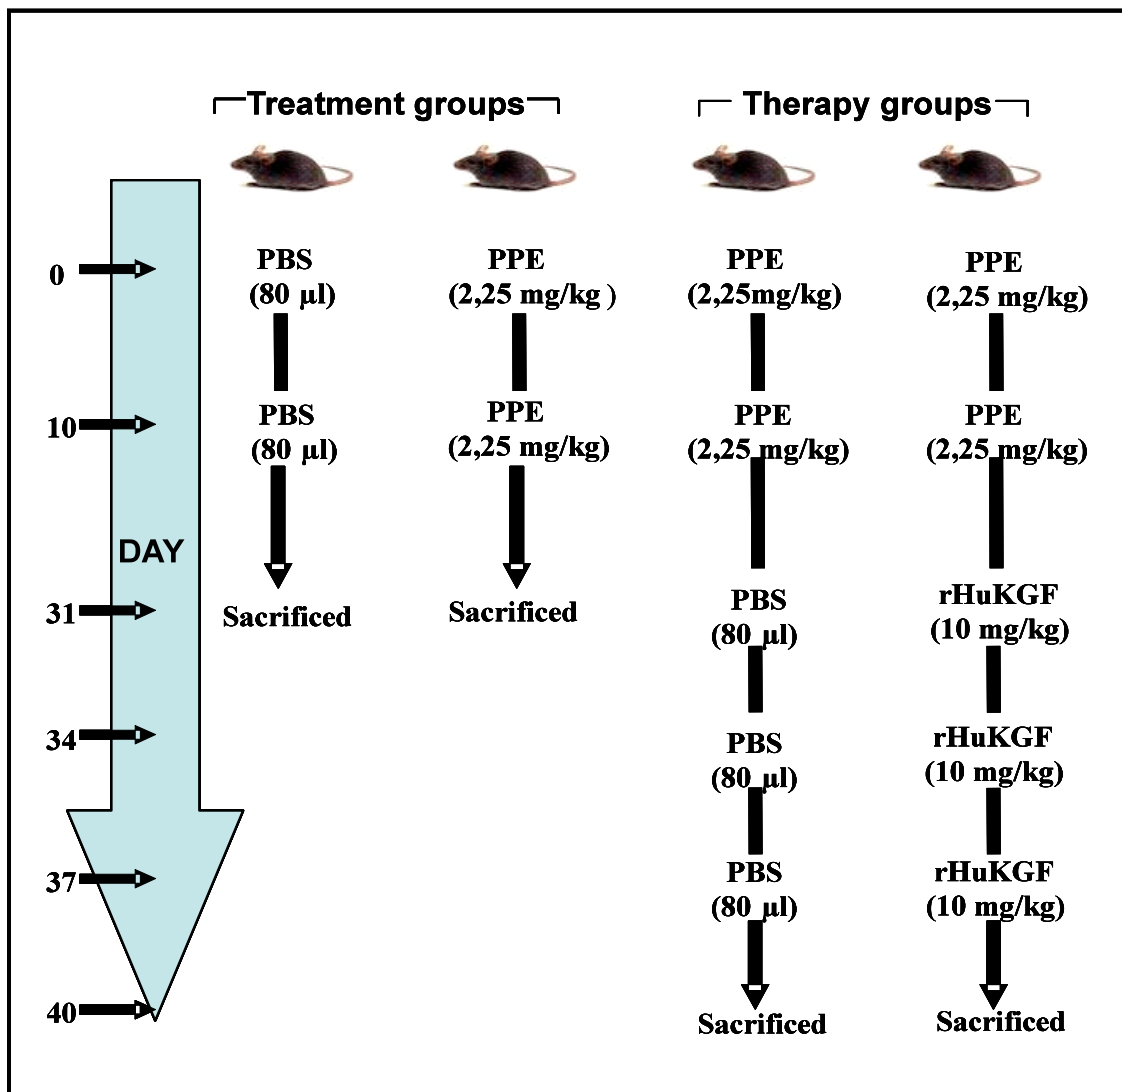 Treatment groups
Therapy groups
0
PBS
(80 µl)
PPE
(2,25 mg/kg )
PPE
(2,25mg/kg)
PPE
(2,25 mg/kg)
10
PBS
(80 µl)
PPE
(2,25 mg/kg)
PPE
(2,25 mg/kg)
PPE
(2,25 mg/kg)
DAY
31
Sacrificed
Sacrificed
PBS
(80 µl)
rHuKGF
(10 mg/kg)
34
PBS
(80 µl)
rHuKGF
(10 mg/kg)
37
PBS
(80 µl)
rHuKGF
(10 mg/kg)
40
Sacrificed
Sacrificed